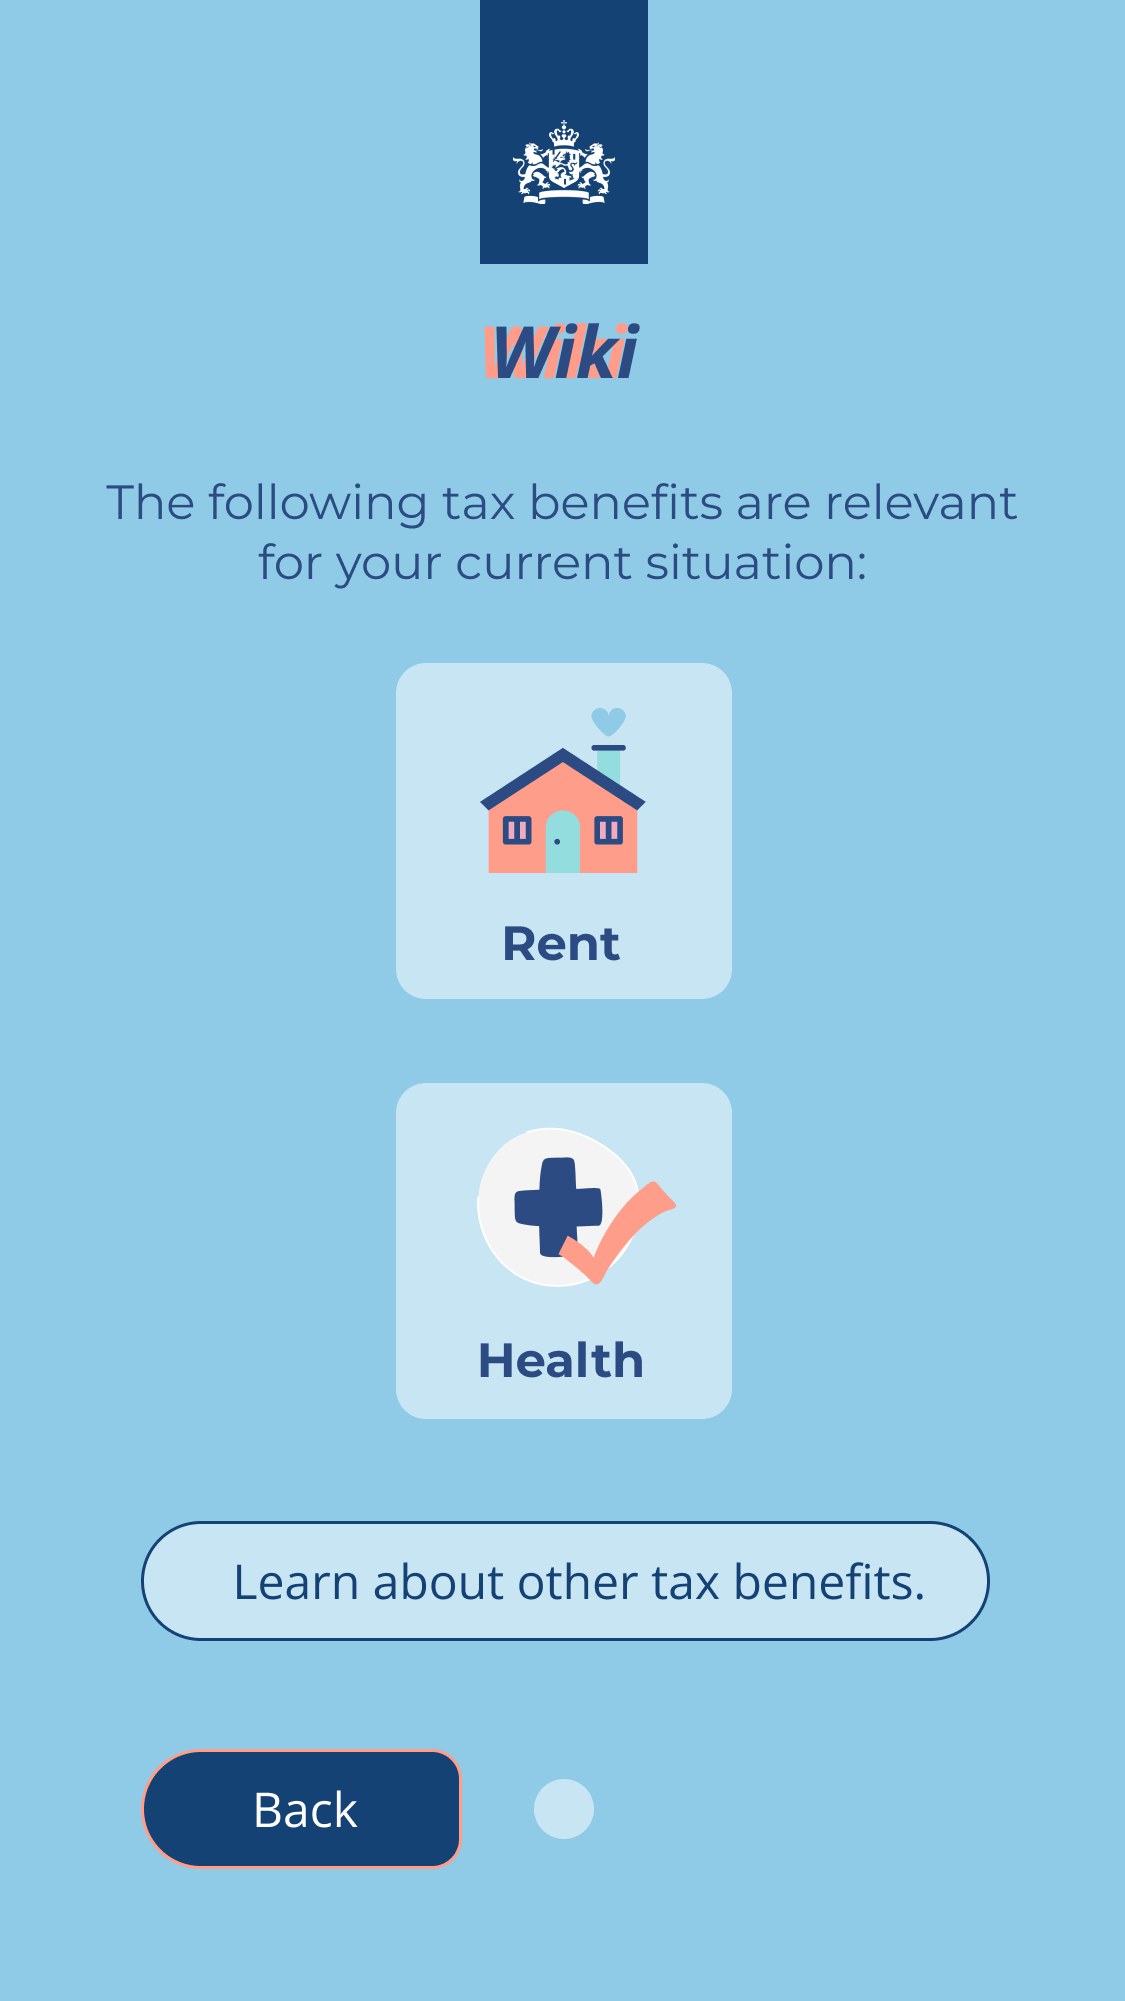 Wiki
The following tax benefits are relevant
for your current situation:
Rent
Health
Learn about other tax benefits.
Back